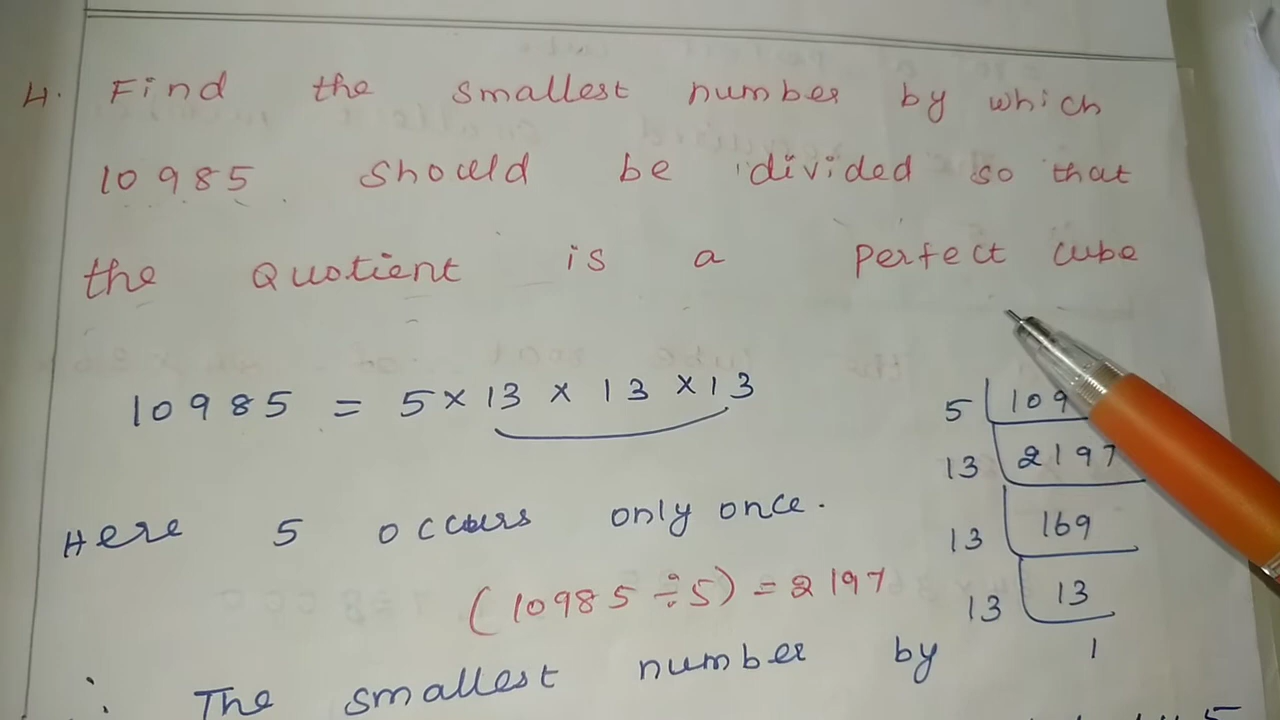 4. Find the smallest number by which
10985 should be divided so that
the Quotient is a perfect cube
10985 = 5 × 13 × 13 × 13
5 109
13 2197
13 169
13 13
1
Here 5 occurs only once.
(10985 ÷ 5) = 2197
∴ The smallest number by
5